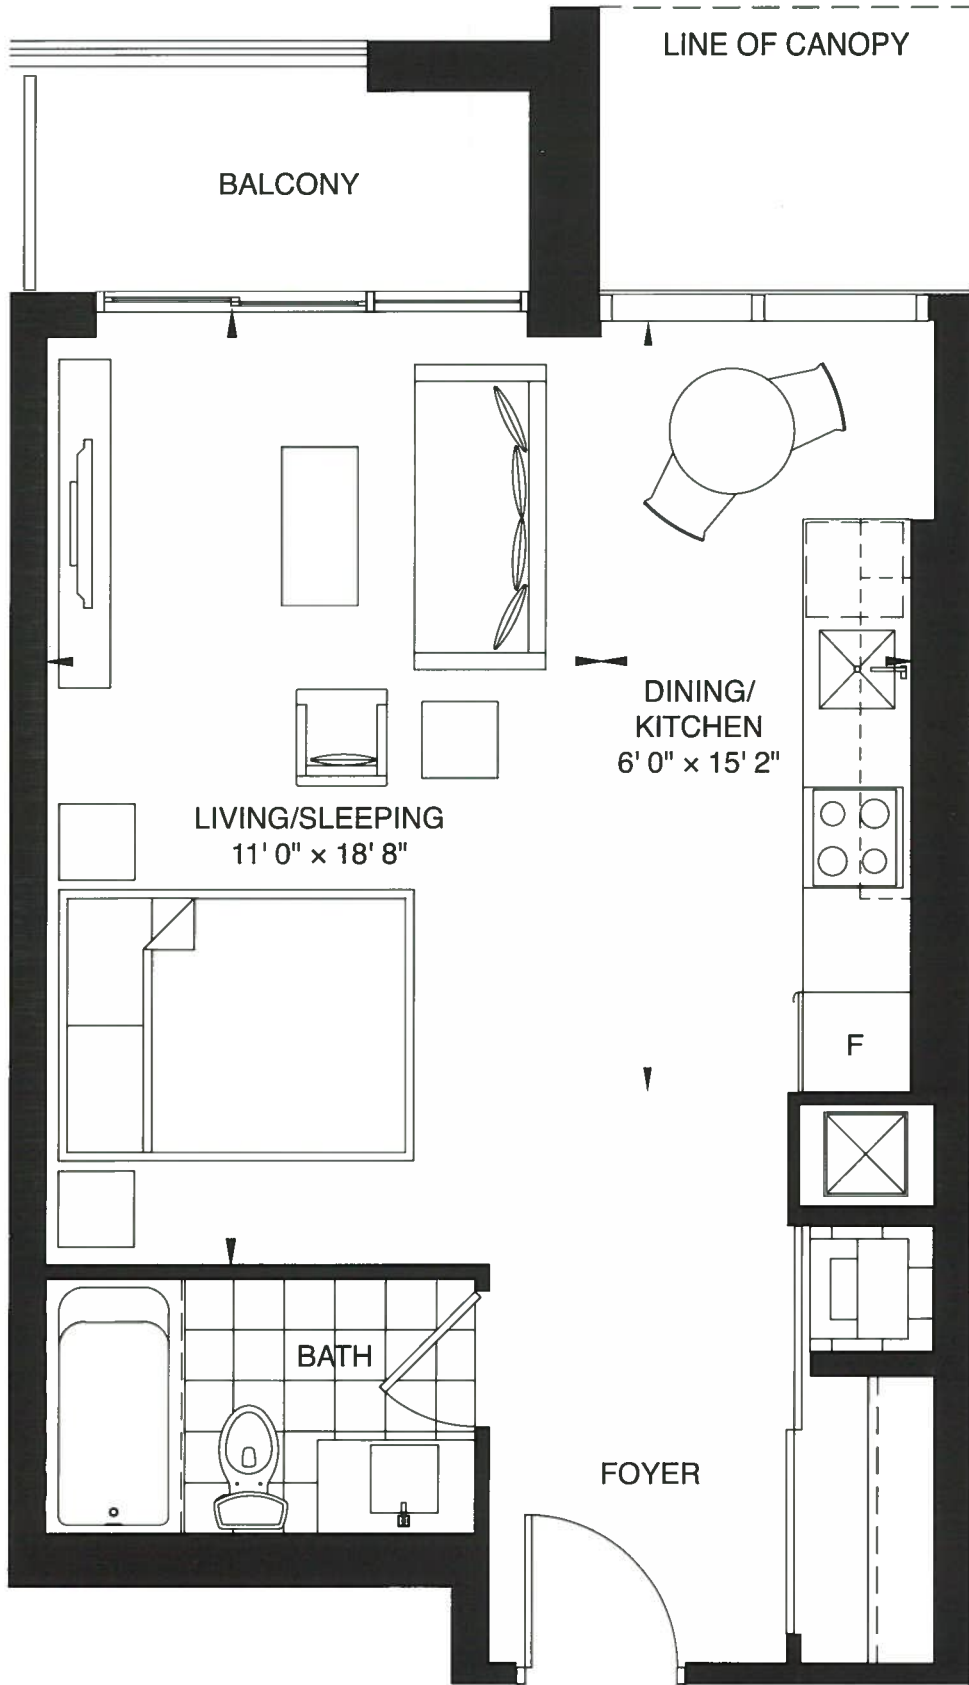 LINE OF CANOPY
BALCONY
DINING/
KITCHEN
6' 0" × 15' 2"
LIVING/SLEEPING
11' 0" × 18' 8"
F
BATH
FOYER